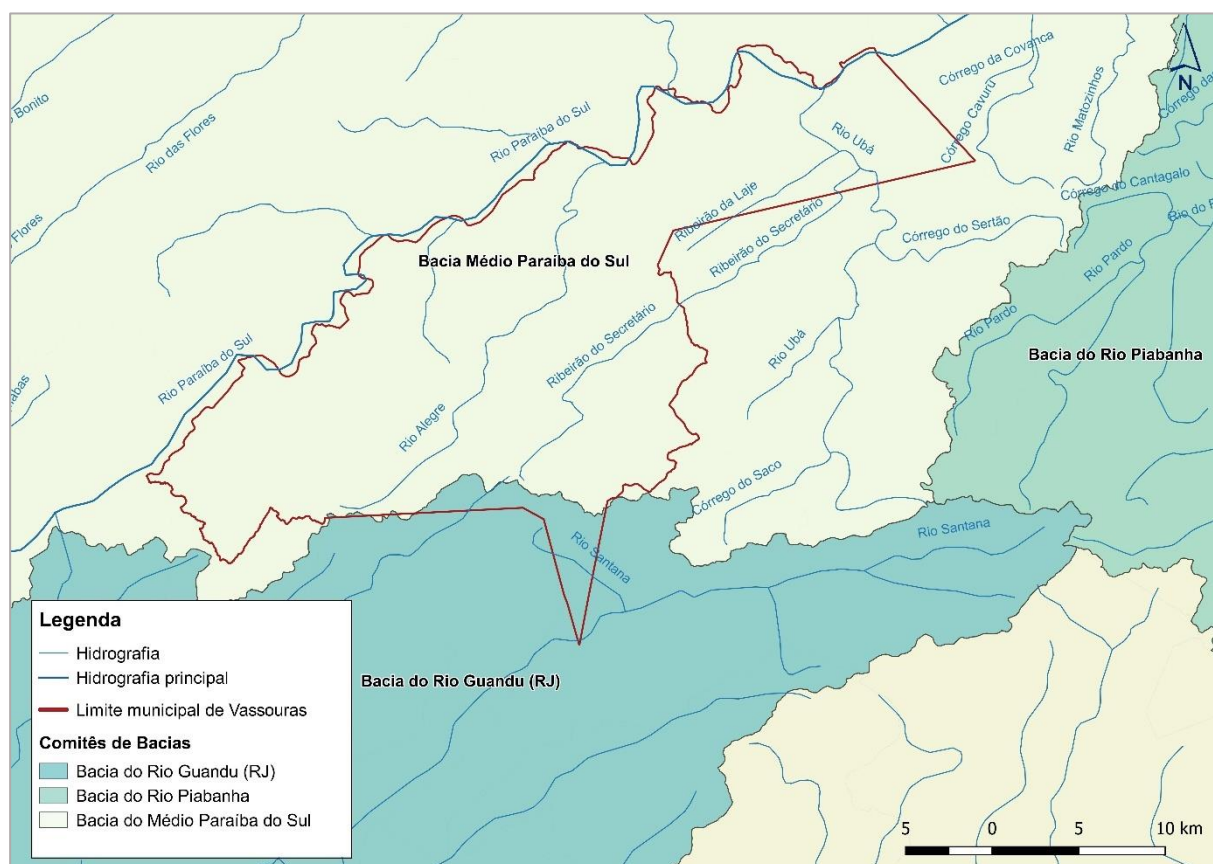 Córrego da Covanca
Córrego da
N
Bonito
Rio das Flores
Rio Paraíba do Sul
Rio Ubá
Córrego Cavurú
Rio Matozinhos
Córrego do Cantagalo
Flores
Ribeirão da Laje
Ribeirão do Secretário
Córrego do Sertão
Rio do
Bacia Médio Paraíba do Sul
Rio Pardo
Rio Paraíba do Sul
Ribeirão do Secretário
Rio Ubá
Rio Pardo
Bacia do Rio Piabanha
Rio Alegre
Córrego do Saco
Rio Santana
Rio Santana
Bacia do Rio Guandu (RJ)
Legenda
Hidrografia
Hidrografia principal
Limite municipal de Vassouras
Comitês de Bacias
Bacia do Rio Guandu (RJ)
Bacia do Rio Piabanha
Bacia do Médio Paraíba do Sul
5 0 5 10 km